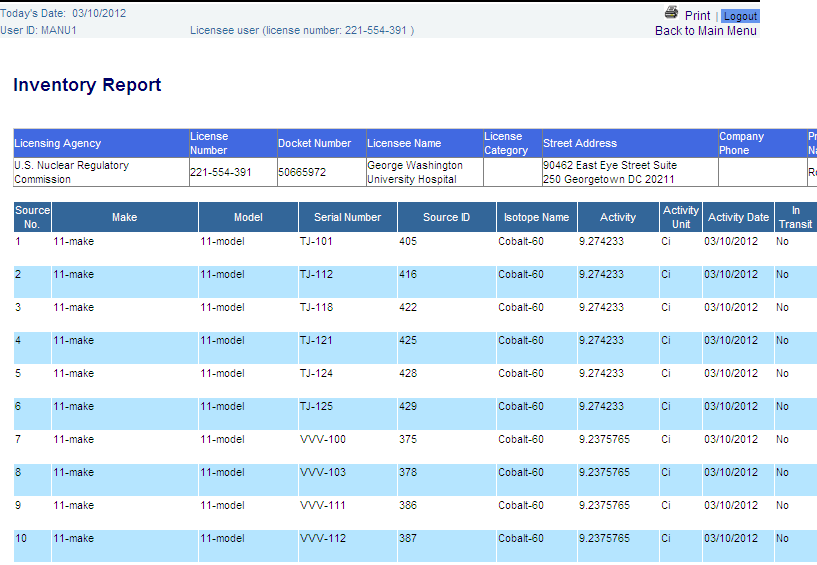 Today's Date: 03/10/2012 Print | Logout
User ID: MANU1 Licensee user (license number: 221-554-391 ) Back to Main Menu
Inventory Report
Licensing Agency License Number Docket Number Licensee Name License Category Street Address Company Phone
U.S. Nuclear Regulatory Commission 221-554-391 50665972 George Washington University Hospital 90462 East Eye Street Suite 250 Georgetown DC 20211
Source No. Make Model Serial Number Source ID Isotope Name Activity Activity Unit Activity Date In Transit
1 11-make 11-model TJ-101 405 Cobalt-60 9.274233 Ci 03/10/2012 No
2 11-make 11-model TJ-112 416 Cobalt-60 9.274233 Ci 03/10/2012 No
3 11-make 11-model TJ-118 422 Cobalt-60 9.274233 Ci 03/10/2012 No
4 11-make 11-model TJ-121 425 Cobalt-60 9.274233 Ci 03/10/2012 No
5 11-make 11-model TJ-124 428 Cobalt-60 9.274233 Ci 03/10/2012 No
6 11-make 11-model TJ-125 429 Cobalt-60 9.274233 Ci 03/10/2012 No
7 11-make 11-model VVV-100 375 Cobalt-60 9.2375765 Ci 03/10/2012 No
8 11-make 11-model VVV-103 378 Cobalt-60 9.2375765 Ci 03/10/2012 No
9 11-make 11-model VVV-111 386 Cobalt-60 9.2375765 Ci 03/10/2012 No
10 11-make 11-model VVV-112 387 Cobalt-60 9.2375765 Ci 03/10/2012 No